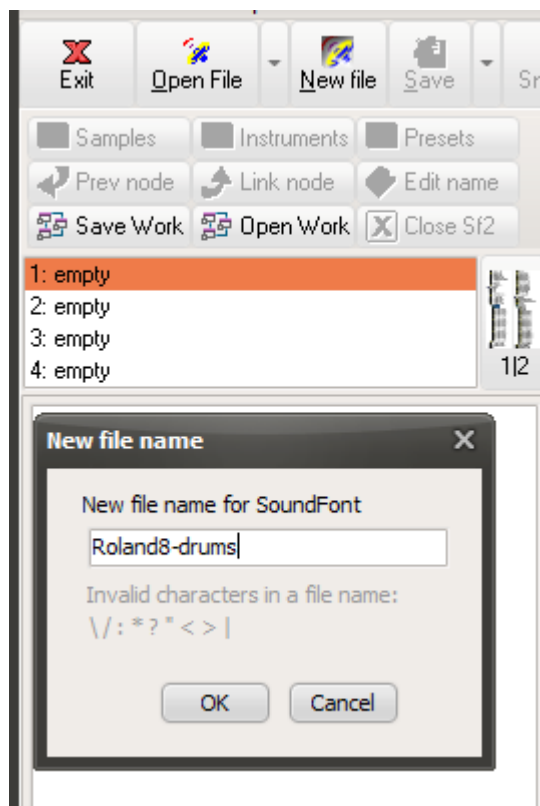 Exit
Open File
New file
Save
Samples
Instruments
Presets
Prev node
Link node
Edit name
Save Work
Open Work
Close Sf2
1: empty
2: empty
3: empty
4: empty
1|2
New file name
New file name for SoundFont
Roland8-drums
Invalid characters in a file name:
\ / : * ? " < > |
OK
Cancel